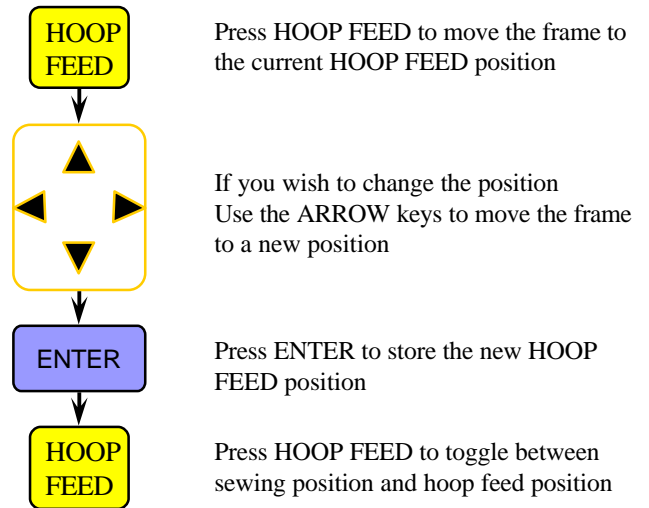 HOOP
FEED
Press HOOP FEED to move the frame to
the current HOOP FEED position
If you wish to change the position
Use the ARROW keys to move the frame
to a new position
ENTER
Press ENTER to store the new HOOP
FEED position
HOOP
FEED
Press HOOP FEED to toggle between
sewing position and hoop feed position